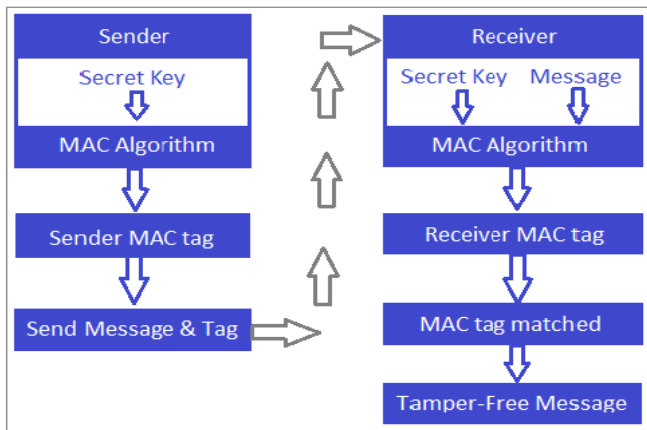 Sender
Secret Key
MAC Algorithm
Sender MAC tag
Send Message & Tag
Receiver
Secret Key Message
MAC Algorithm
Receiver MAC tag
MAC tag matched
Tamper-Free Message